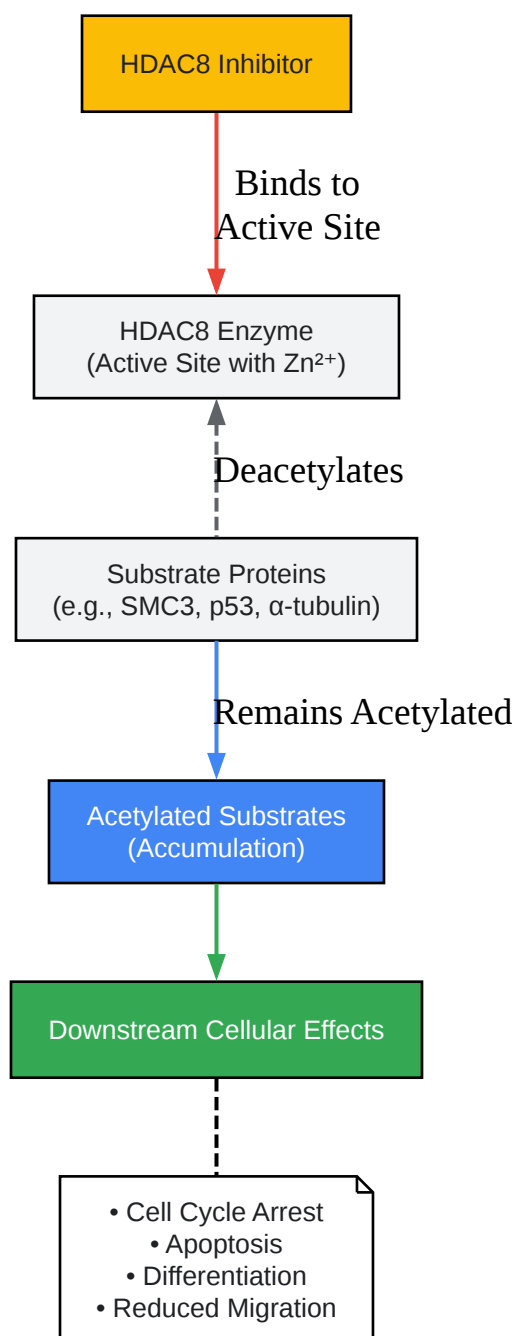 HDAC8 Inhibitor
Binds to
Active Site
HDAC8 Enzyme
(Active Site with Zn²⁺)
Deacetylates
Substrate Proteins
(e.g., SMC3, p53, α-tubulin)
Remains Acetylated
Acetylated Substrates
(Accumulation)
Downstream Cellular Effects
• Cell Cycle Arrest
• Apoptosis
• Differentiation
• Reduced Migration